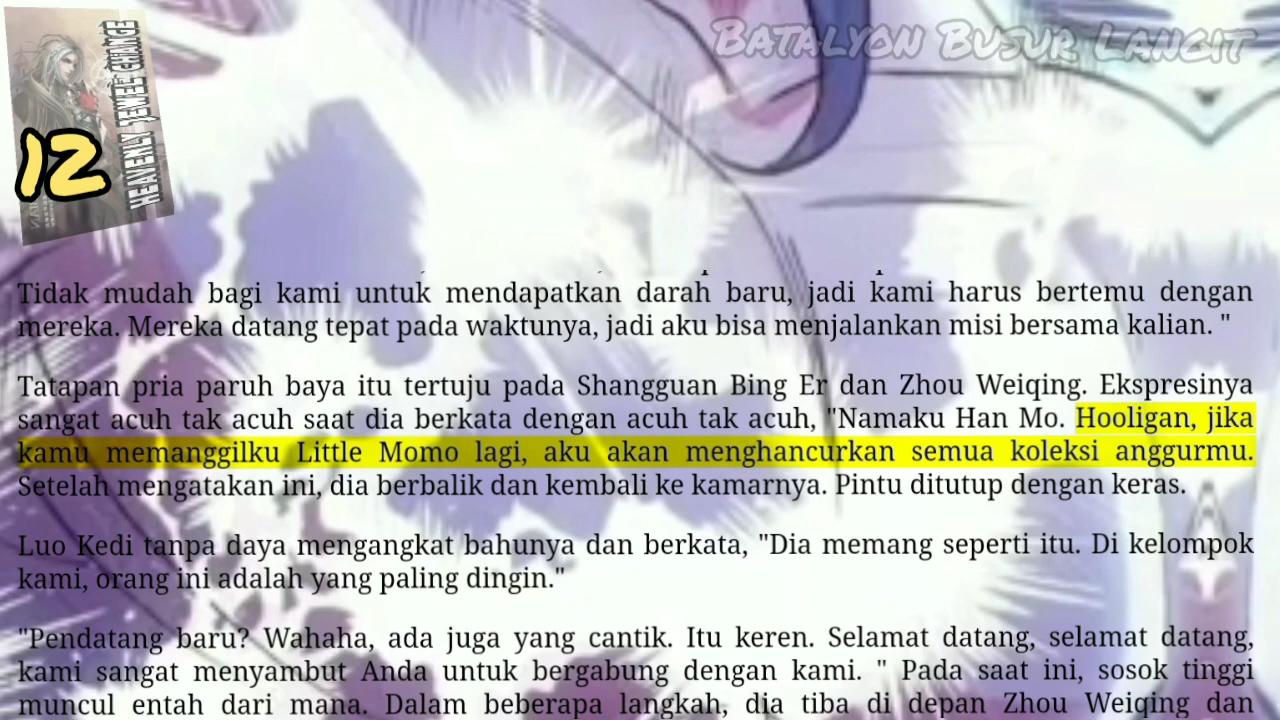 Batalyon Busur Langit
HEAVENLY JEWEL CHANGE
12
Tidak mudah bagi kami untuk mendapatkan darah baru, jadi kami harus bertemu dengan
mereka. Mereka datang tepat pada waktunya, jadi aku bisa menjalankan misi bersama kalian. "
Tatapan pria paruh baya itu tertuju pada Shangguan Bing Er dan Zhou Weiqing. Ekspresinya
sangat acuh tak acuh saat dia berkata dengan acuh tak acuh, "Namaku Han Mo. Hooligan, jika
kamu memanggilku Little Momo lagi, aku akan menghancurkan semua koleksi anggurmu.
Setelah mengatakan ini, dia berbalik dan kembali ke kamarnya. Pintu ditutup dengan keras.
Luo Kedi tanpa daya mengangkat bahunya dan berkata, "Dia memang seperti itu. Di kelompok
kami, orang ini adalah yang paling dingin."
"Pendatang baru? Wahaha, ada juga yang cantik. Itu keren. Selamat datang, selamat datang,
kami sangat menyambut Anda untuk bergabung dengan kami. " Pada saat ini, sosok tinggi
muncul entah dari mana. Dalam beberapa langkah, dia tiba di depan Zhou Weiqing dan